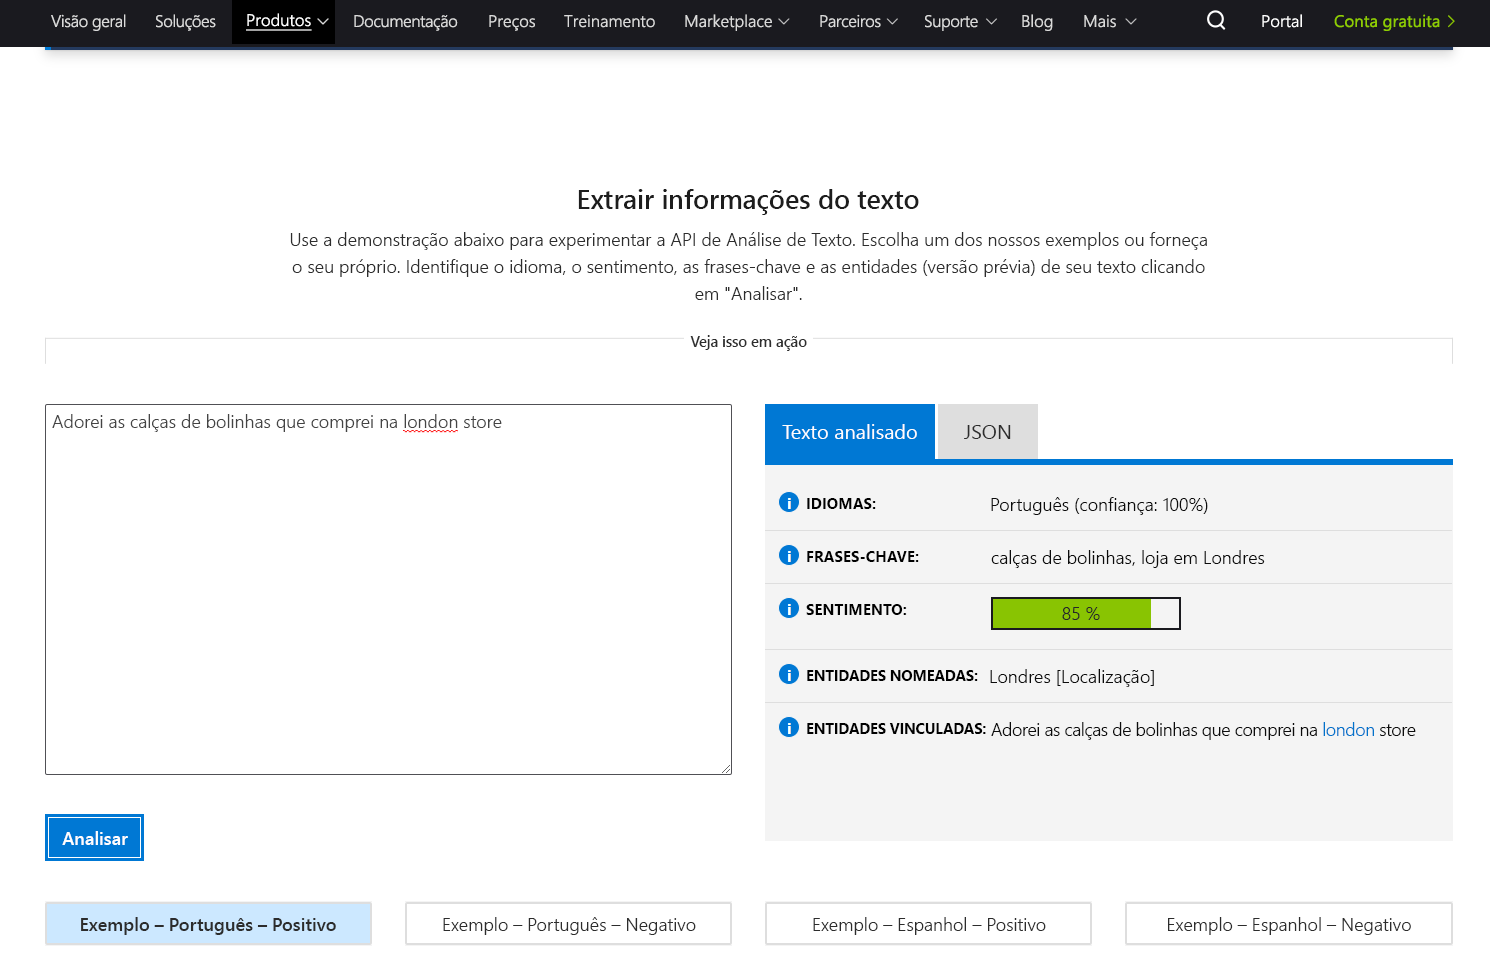 Visão geral Soluções Produtos Documentação Preços Treinamento Marketplace Parceiros Suporte Blog Mais Portal Conta gratuita
Extrair informações do texto
Use a demonstração abaixo para experimentar a API de Análise de Texto. Escolha um dos nossos exemplos ou forneça
o seu próprio. Identifique o idioma, o sentimento, as frases-chave e as entidades (versão prévia) de seu texto clicando
em "Analisar".
Veja isso em ação
Adorei as calças de bolinhas que comprei na london store
Analisar
Texto analisado JSON
IDIOMAS: Português (confiança: 100%)
FRASES-CHAVE: calças de bolinhas, loja em Londres
SENTIMENTO: 85 %
ENTIDADES NOMEADAS: Londres [Localização]
ENTIDADES VINCULADAS: Adorei as calças de bolinhas que comprei na london store
Exemplo – Português – Positivo Exemplo – Português – Negativo Exemplo – Espanhol – Positivo Exemplo – Espanhol – Negativo